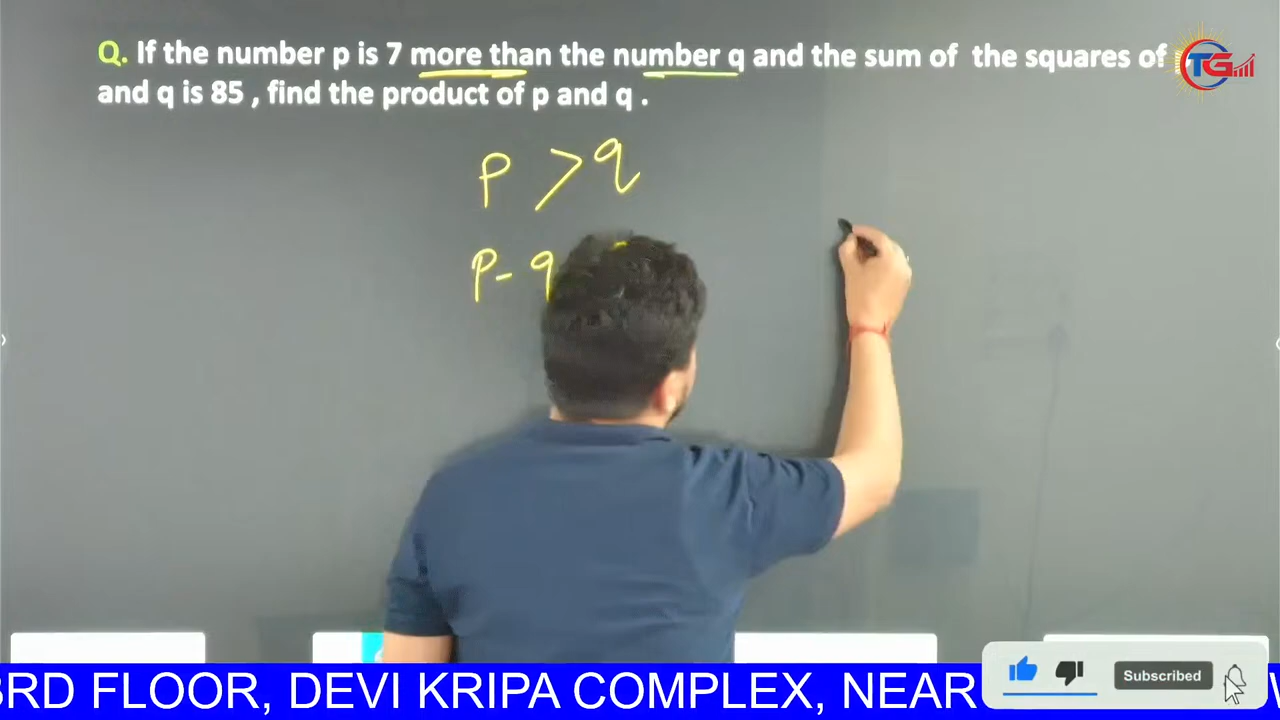 Q. If the number p is 7 more than the number q and the sum of the squares of
and q is 85 , find the product of p and q .
TG
P > q
P - q
3RD FLOOR, DEVI KRIPA COMPLEX, NEAR
Subscribed